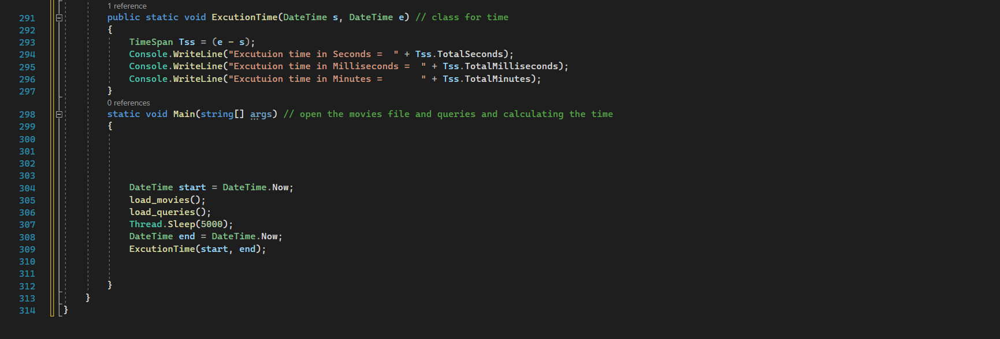 1 reference
291 public static void ExcutionTime(DateTime s, DateTime e) // class for time
292 {
293 TimeSpan Tss = (e - s);
294 Console.WriteLine("Excutuion time in Seconds =  " + Tss.TotalSeconds);
295 Console.WriteLine("Excutuion time in Milliseconds =  " + Tss.TotalMilliseconds);
296 Console.WriteLine("Excutuion time in Minutes =       " + Tss.TotalMinutes);
297 }
0 references
298 static void Main(string[] args) // open the movies file and queries and calculating the time
299 {
300
301
302
303
304 DateTime start = DateTime.Now;
305 load_movies();
306 load_queries();
307 Thread.Sleep(5000);
308 DateTime end = DateTime.Now;
309 ExcutionTime(start, end);
310
311
312 }
313 }
314 }